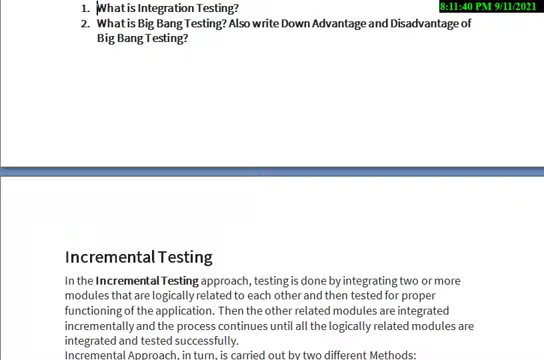 8:11:40 PM 9/11/2021
1. What is Integration Testing?
2. What is Big Bang Testing? Also write Down Advantage and Disadvantage of
Big Bang Testing?
Incremental Testing
In the Incremental Testing approach, testing is done by integrating two or more
modules that are logically related to each other and then tested for proper
functioning of the application. Then the other related modules are integrated
incrementally and the process continues until all the logically related modules are
integrated and tested successfully.
Incremental Approach, in turn, is carried out by two different Methods: